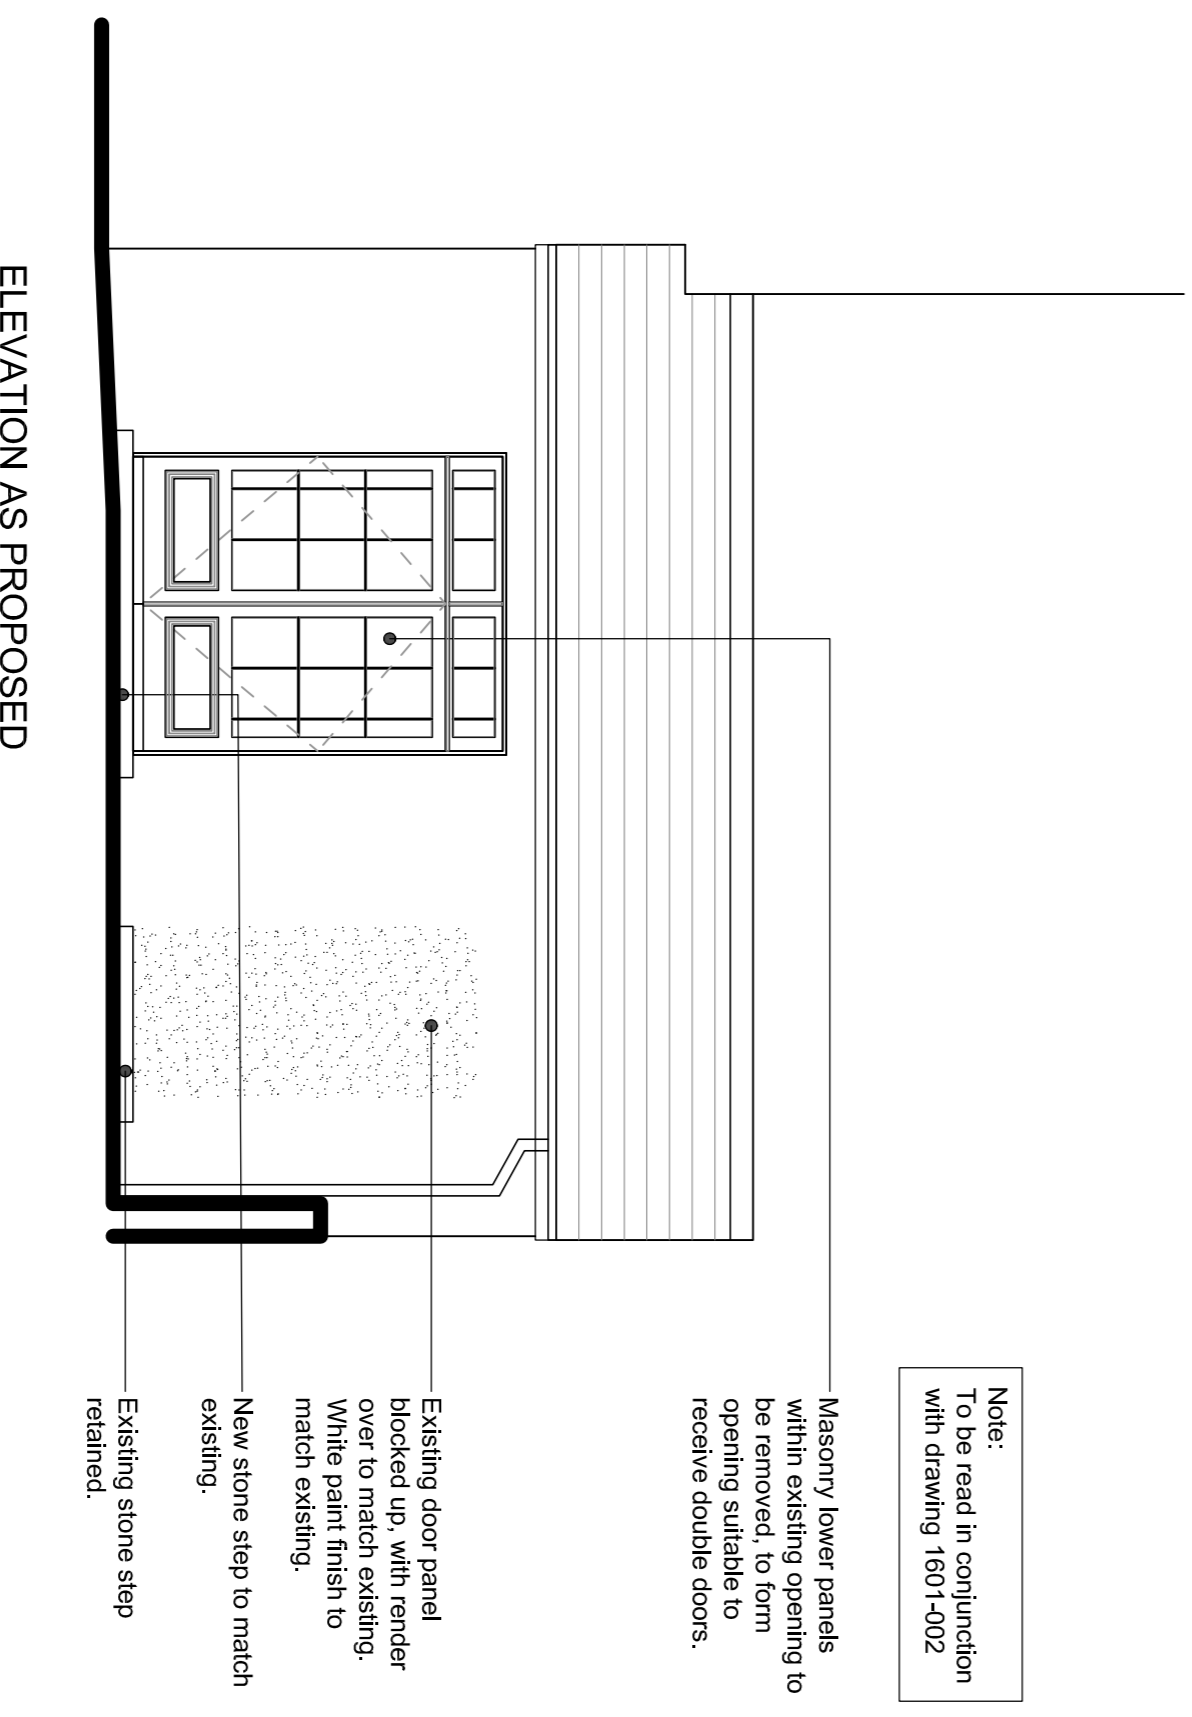 Note:
To be read in conjunction
with drawing 1601-002
Masonry lower panels
within existing opening to
be removed, to form
opening suitable to
receive double doors.
Existing door panel
blocked up, with render
over to match existing.
White paint finish to
match existing.
New stone step to match
existing.
Existing stone step
retained.
ELEVATION AS PROPOSED